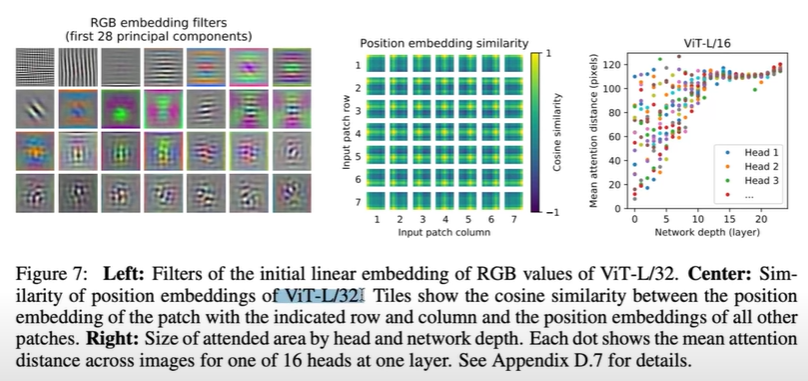 RGB embedding filters
(first 28 principal components)
Position embedding similarity
1
2
3
4
5
6
7
Input patch row
1 2 3 4 5 6 7
Input patch column
1
−1
Cosine similarity
ViT-L/16
120
100
80
60
40
20
0
Mean attention distance (pixels)
Head 1
Head 2
Head 3
...
0 5 10 15 20
Network depth (layer)
Figure 7: Left: Filters of the initial linear embedding of RGB values of ViT-L/32. Center: Sim-
ilarity of position embeddings of ViT-L/32. Tiles show the cosine similarity between the position
embedding of the patch with the indicated row and column and the position embeddings of all other
patches. Right: Size of attended area by head and network depth. Each dot shows the mean attention
distance across images for one of 16 heads at one layer. See Appendix D.7 for details.